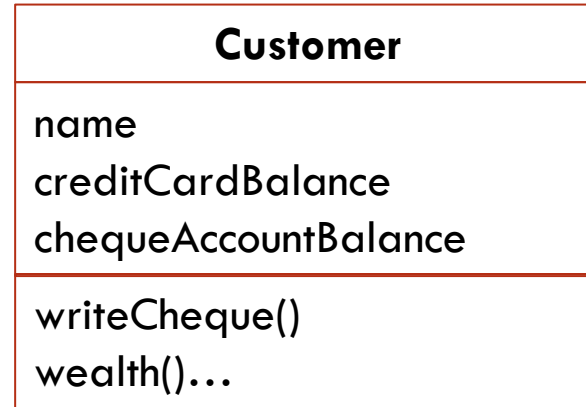 Customer
name
creditCardBalance
chequeAccountBalance
writeCheque()
wealth()...